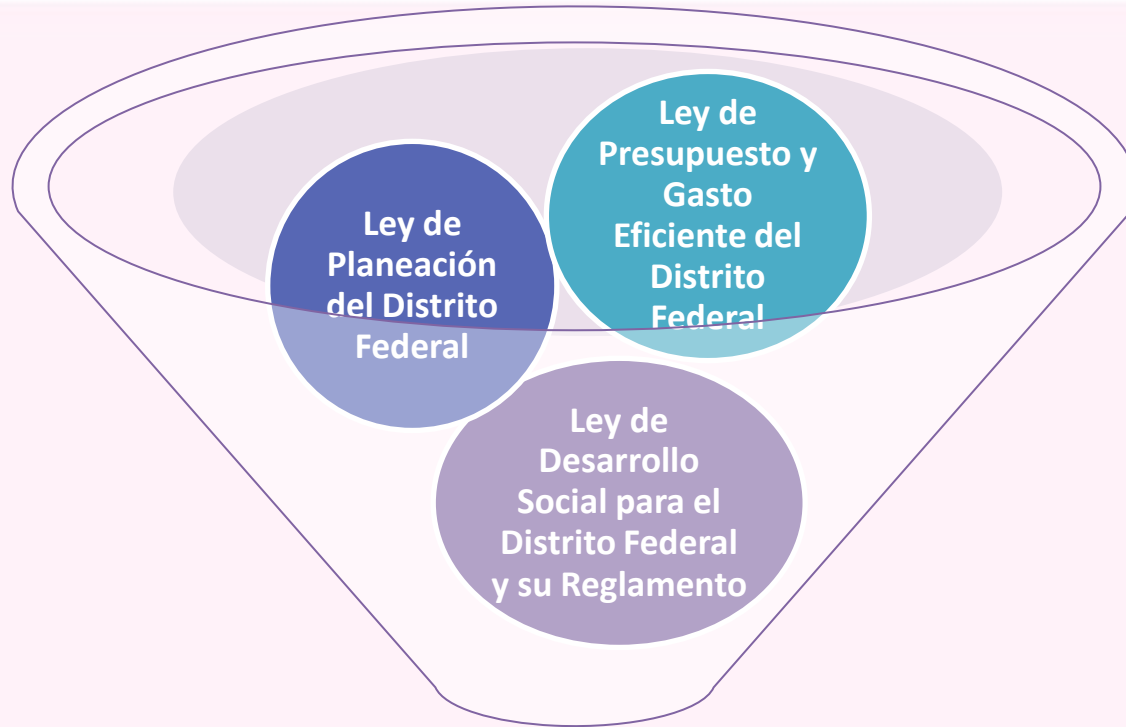 Ley de
Planeación
del Distrito
Federal
Ley de
Presupuesto y
Gasto
Eficiente del
Distrito
Federal
Ley de
Desarrollo
Social para el
Distrito Federal
y su Reglamento